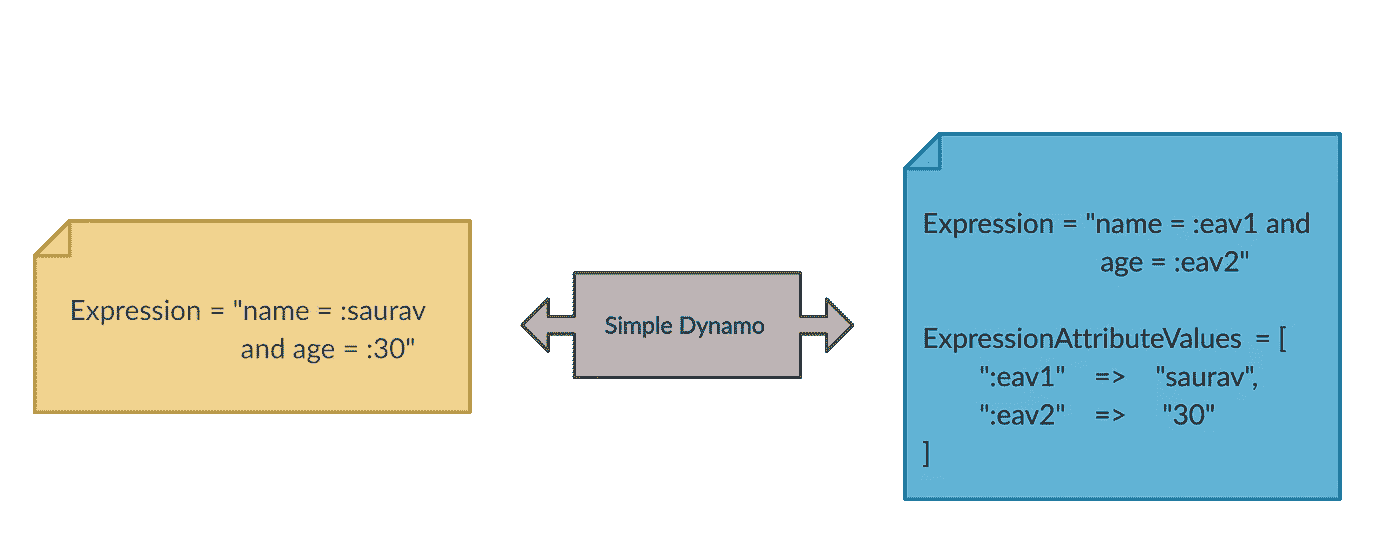 Expression = "name = :saurav
and age = :30"
Simple Dynamo
Expression = "name = :eav1 and
age = :eav2"
ExpressionAttributeValues = [
":eav1" => "saurav",
":eav2" => "30"
]